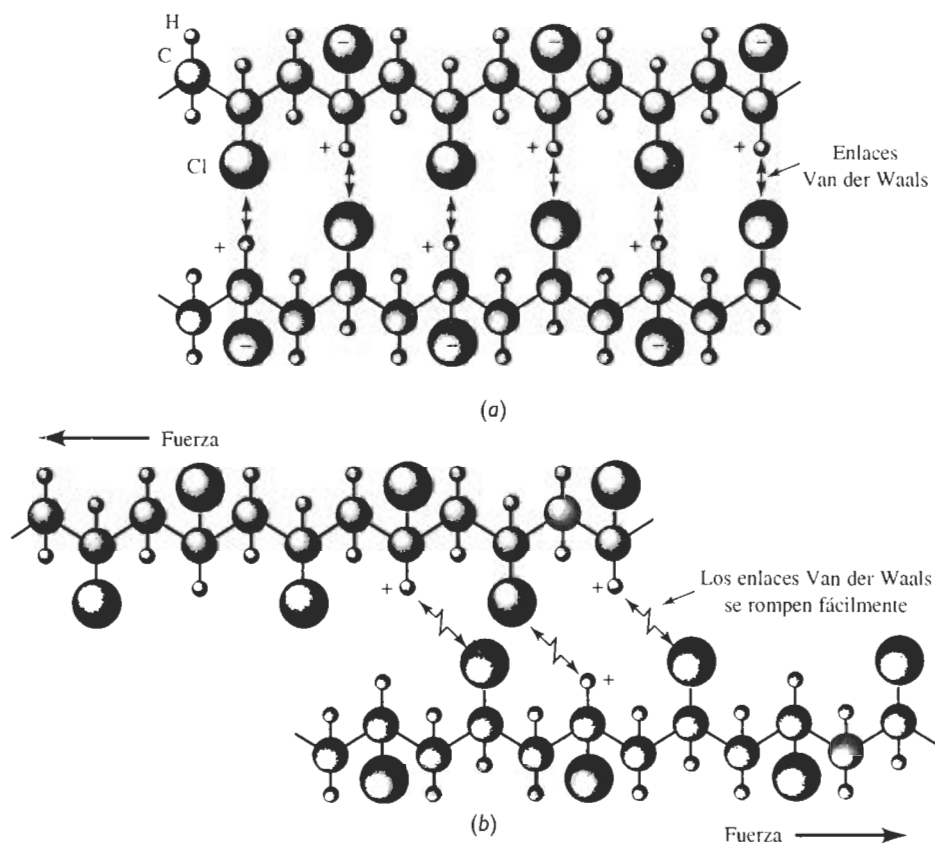 H
C
− − −
+ + +
Cl
Enlaces
Van der Waals
+ + +
− − −
(a)
Fuerza
+ +
Los enlaces Van der Waals
se rompen fácilmente
+
(b)
Fuerza